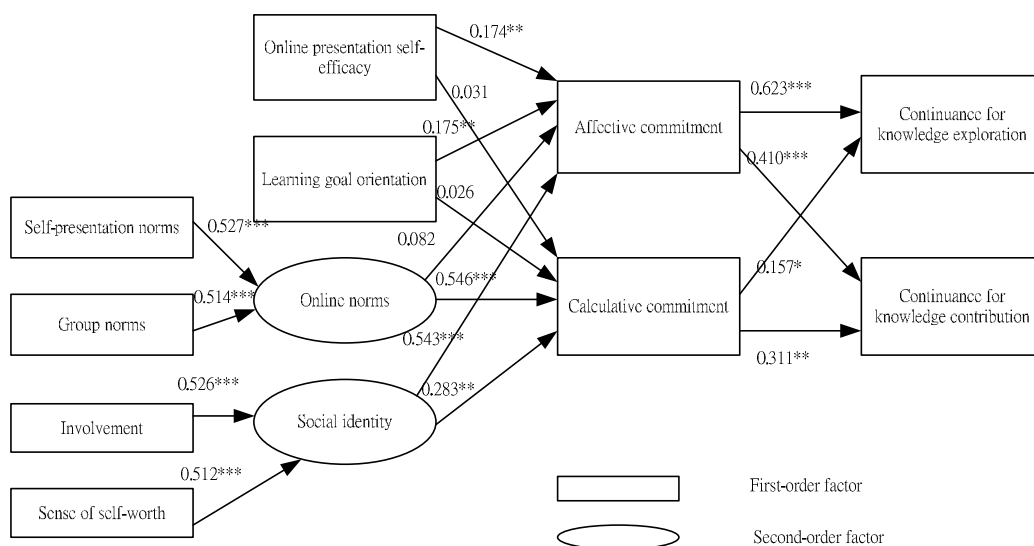 Online presentation self-
efficacy
0.174**
0.031
Affective commitment
0.623***
Continuance for
knowledge exploration
0.175**
0.410***
Learning goal orientation
0.026
Self-presentation norms
0.527***
0.082
0.157*
Group norms
0.514***
Online norms
0.546***
Calculative commitment
Continuance for
knowledge contribution
0.543***
0.311**
Involvement
0.526***
0.283**
Social identity
Sense of self-worth
0.512***
First-order factor
Second-order factor